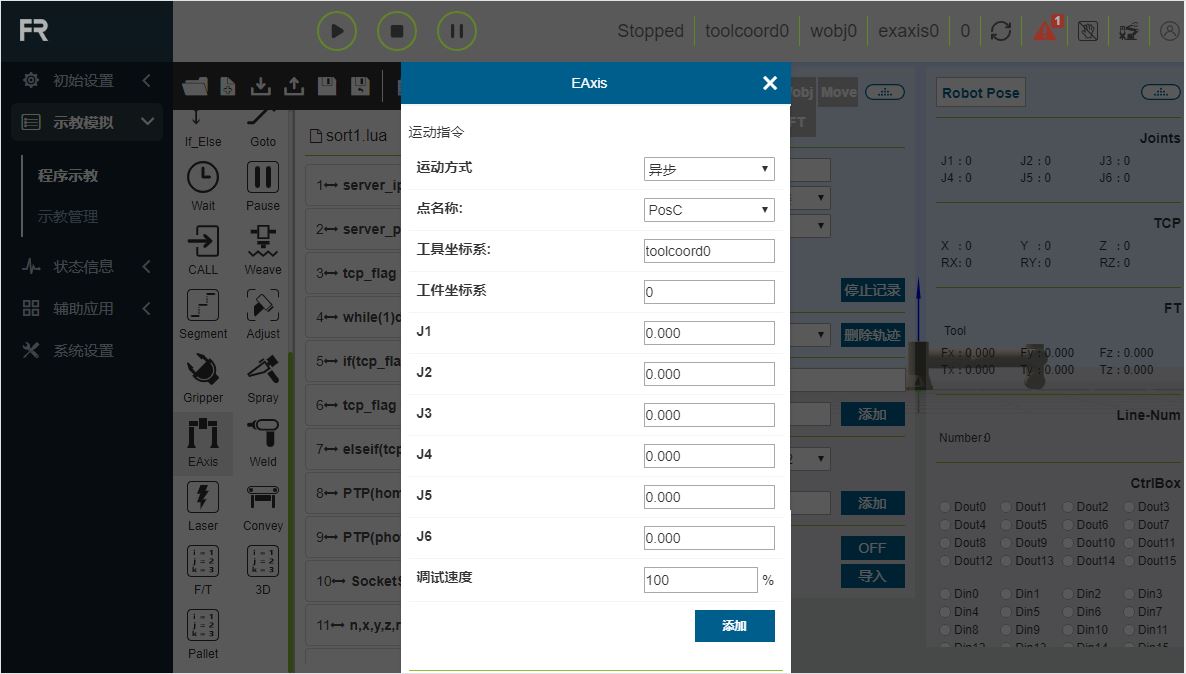 FR
Stopped
toolcoord0
wobj0
exaxis0
0
1
初始设置
示教模拟
程序示教
示教管理
状态信息
辅助应用
系统设置
If_Else
Goto
Wait
Pause
CALL
Weave
Segment
Adjust
Gripper
Spray
EAxis
Weld
Laser
Convey
F/T
3D
Pallet
sort1.lua
1⇔ server_ip
2⇔ server_p
3⇔ tcp_flag
4⇔ while(1)d
5⇔ if(tcp_fla
6⇔ tcp_flag
7⇔ elseif(tcp
8⇔ PTP(hom
9⇔ PTP(pho
10⇔ SocketS
11⇔ n,x,y,z,r
EAxis
运动指令
运动方式
异步
点名称:
PosC
工具坐标系:
toolcoord0
工件坐标系
0
J1
0.000
J2
0.000
J3
0.000
J4
0.000
J5
0.000
J6
0.000
调试速度
100
%
添加
obj
Move
FT
停止记录
删除轨迹
添加
2
添加
OFF
导入
Robot Pose
Joints
J1 : 0 J2 : 0 J3 : 0
J4 : 0 J5 : 0 J6 : 0
TCP
X : 0 Y : 0 Z : 0
RX: 0 RY: 0 RZ: 0
FT
Tool
Fx : 0.000 Fy : 0.000 Fz : 0.000
Tx : 0.000 Ty : 0.000 Tz : 0.000
Line-Num
Number:0
CtrlBox
Dout0 Dout1 Dout2 Dout3
Dout4 Dout5 Dout6 Dout7
Dout8 Dout9 Dout10 Dout11
Dout12 Dout13 Dout14 Dout15
Din0 Din1 Din2 Din3
Din4 Din5 Din6 Din7
Din8 Din9 Din10 Din11
Din12 Din13 Din14 Din15